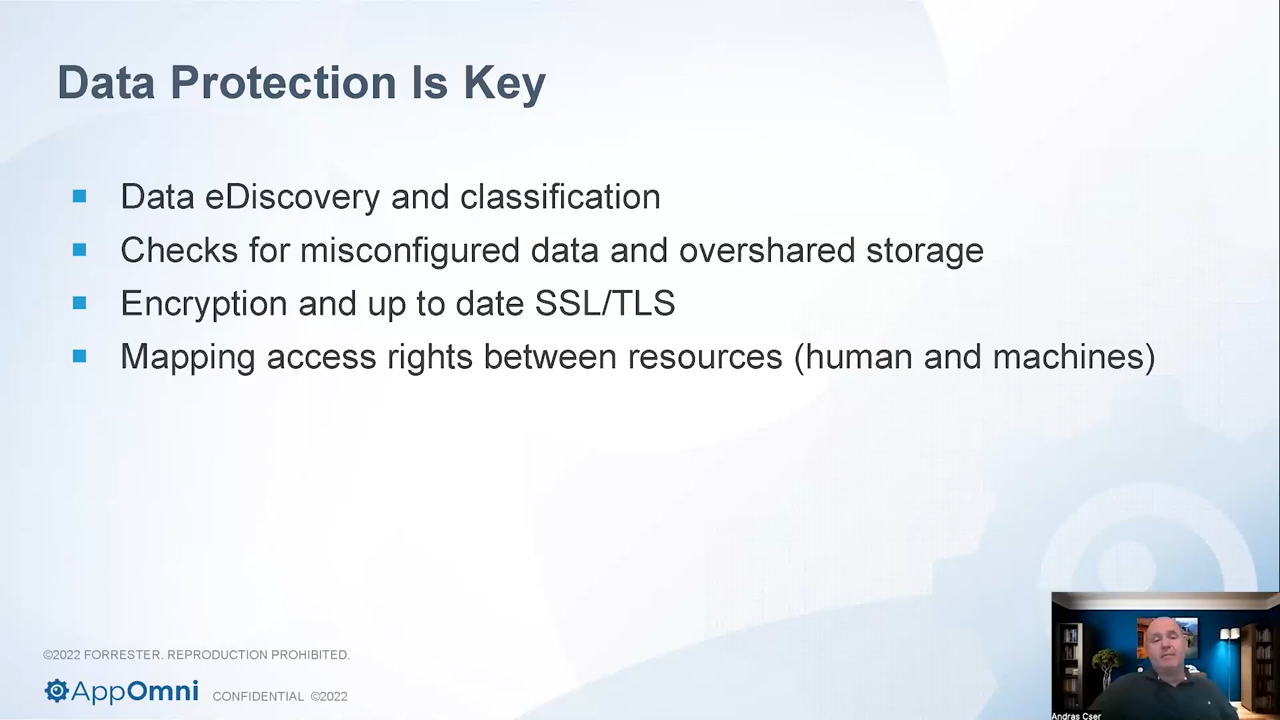 Data Protection Is Key
Data eDiscovery and classification
Checks for misconfigured data and overshared storage
Encryption and up to date SSL/TLS
Mapping access rights between resources (human and machines)
©2022 FORRESTER. REPRODUCTION PROHIBITED.
AppOmni CONFIDENTIAL ©2022
Andras Cser